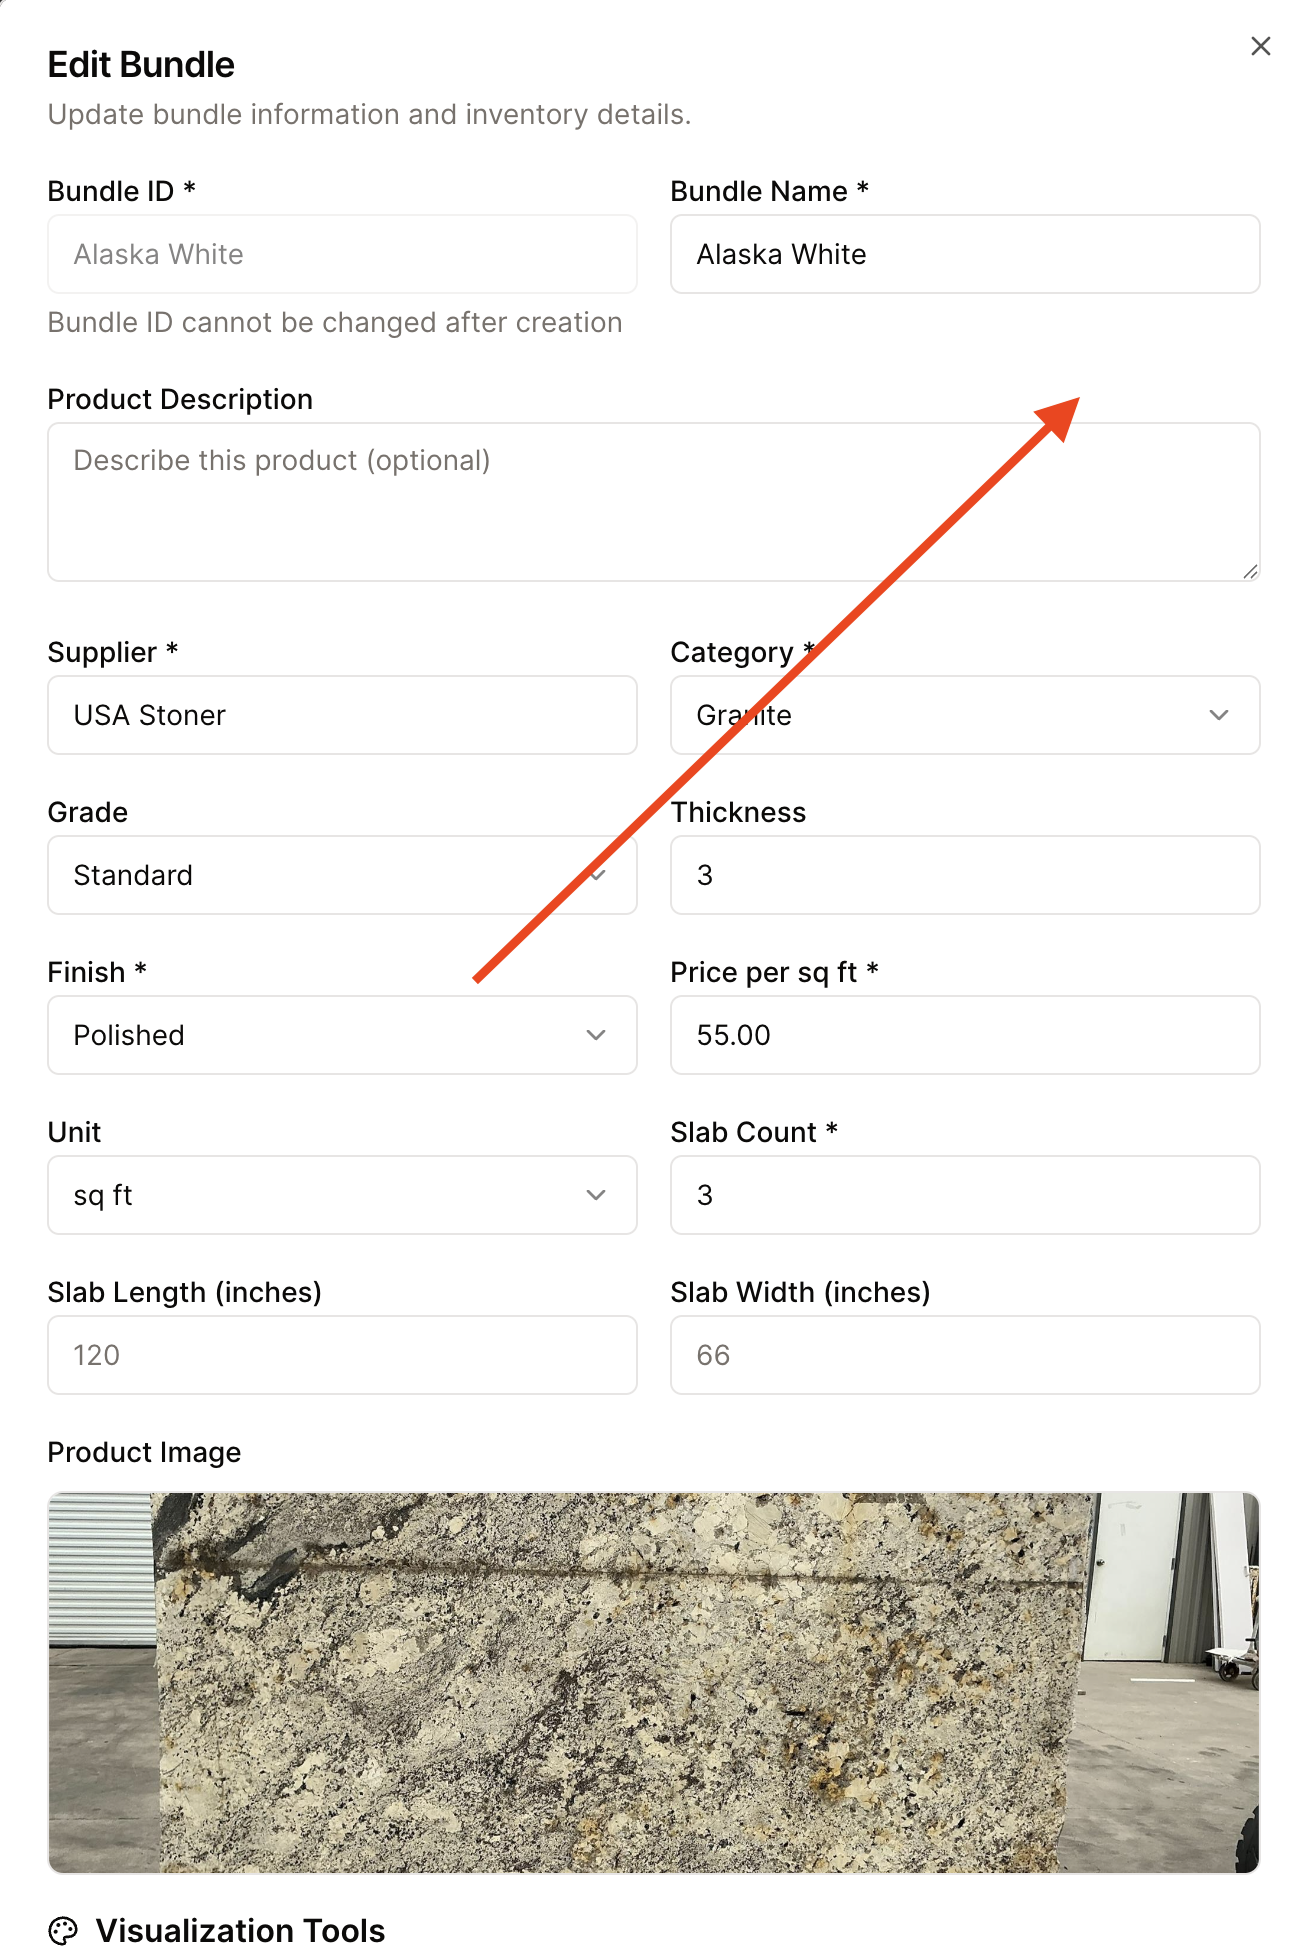 Edit Bundle
Update bundle information and inventory details.
Bundle ID *
Bundle Name *
Alaska White
Alaska White
Bundle ID cannot be changed after creation
Product Description
Describe this product (optional)
Supplier *
Category *
USA Stoner
Granite
Grade
Thickness
Standard
3
Finish *
Price per sq ft *
Polished
55.00
Unit
Slab Count *
sq ft
3
Slab Length (inches)
Slab Width (inches)
120
66
Product Image
Visualization Tools